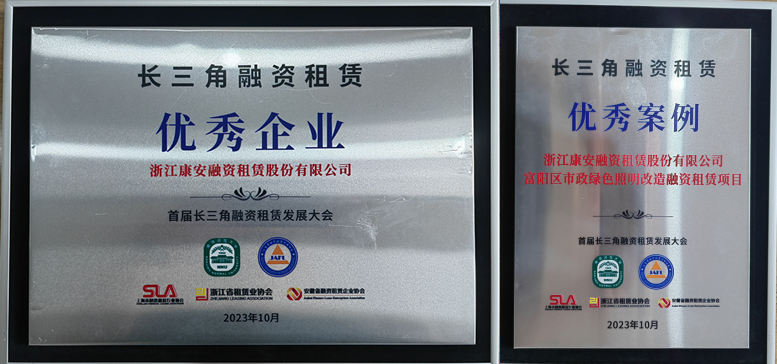 长三角融资租赁
优秀企业
浙江康安融资租赁股份有限公司
首届长三角融资租赁发展大会
JAFL
SLA
浙江省租赁业协会
ZHEJIANG LEASING ASSOCIATION
安徽省融资租赁企业协会
2023年10月
长三角融资租赁
优秀案例
浙江康安融资租赁股份有限公司
富阳区市政绿色照明改造融资租赁项目
首届长三角融资租赁发展大会
JAFL
SLA
浙江省租赁业协会
安徽省融资租赁企业协会
2023年10月